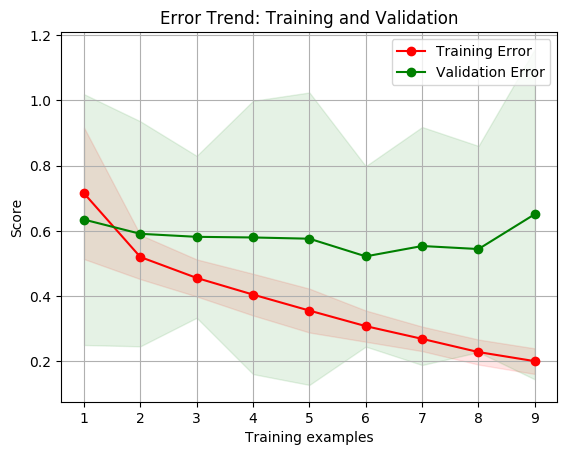 Error Trend: Training and Validation
1.2
1.0
0.8
0.6
0.4
0.2
Score
Training Error
Validation Error
1 2 3 4 5 6 7 8 9
Training examples